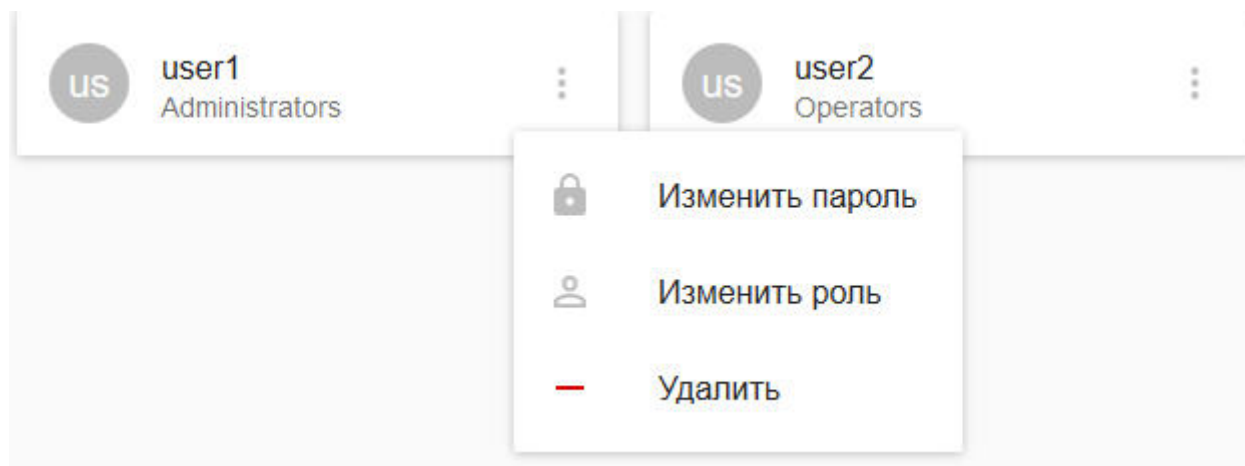 us
user1
Administrators
us
user2
Operators
Изменить пароль
Изменить роль
Удалить